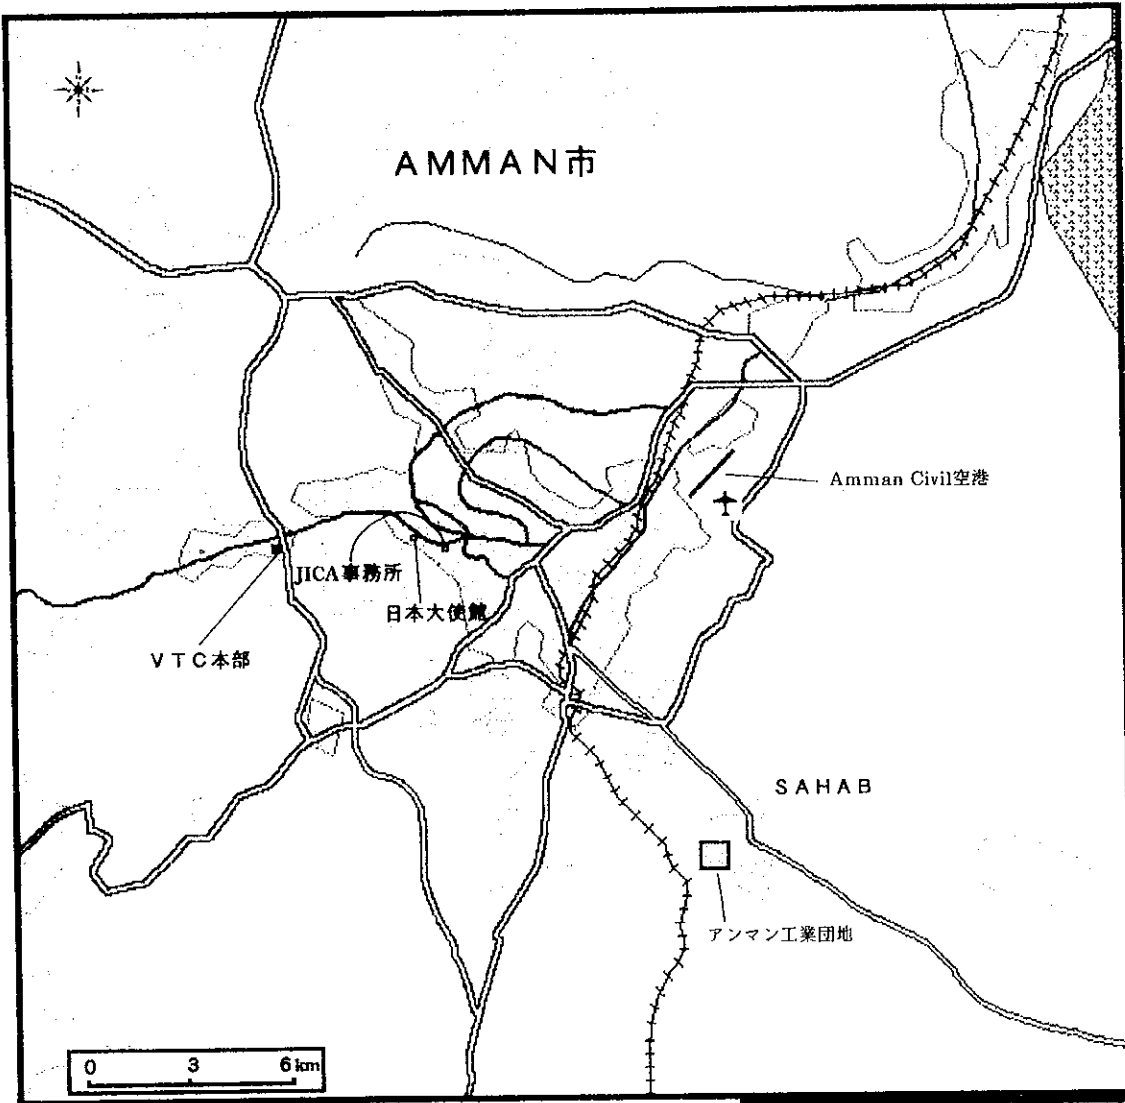 AMMAN市
Amman Civil空港
JICA事務所
日本大使館
VTC本部
SAHAB
アンマン工業団地
0 3 6km